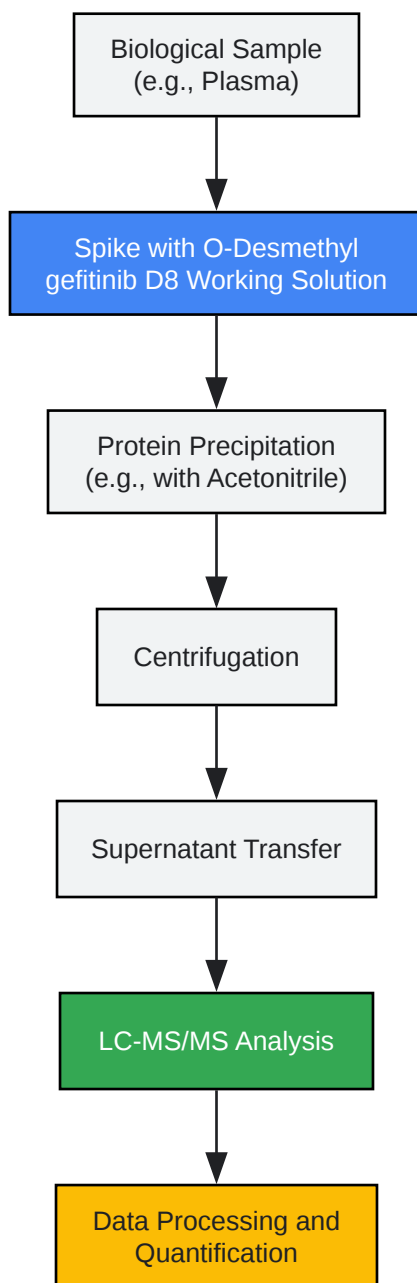 Biological Sample
(e.g., Plasma)
Spike with O-Desmethyl
gefitinib D8 Working Solution
Protein Precipitation
(e.g., with Acetonitrile)
Centrifugation
Supernatant Transfer
LC-MS/MS Analysis
Data Processing and
Quantification